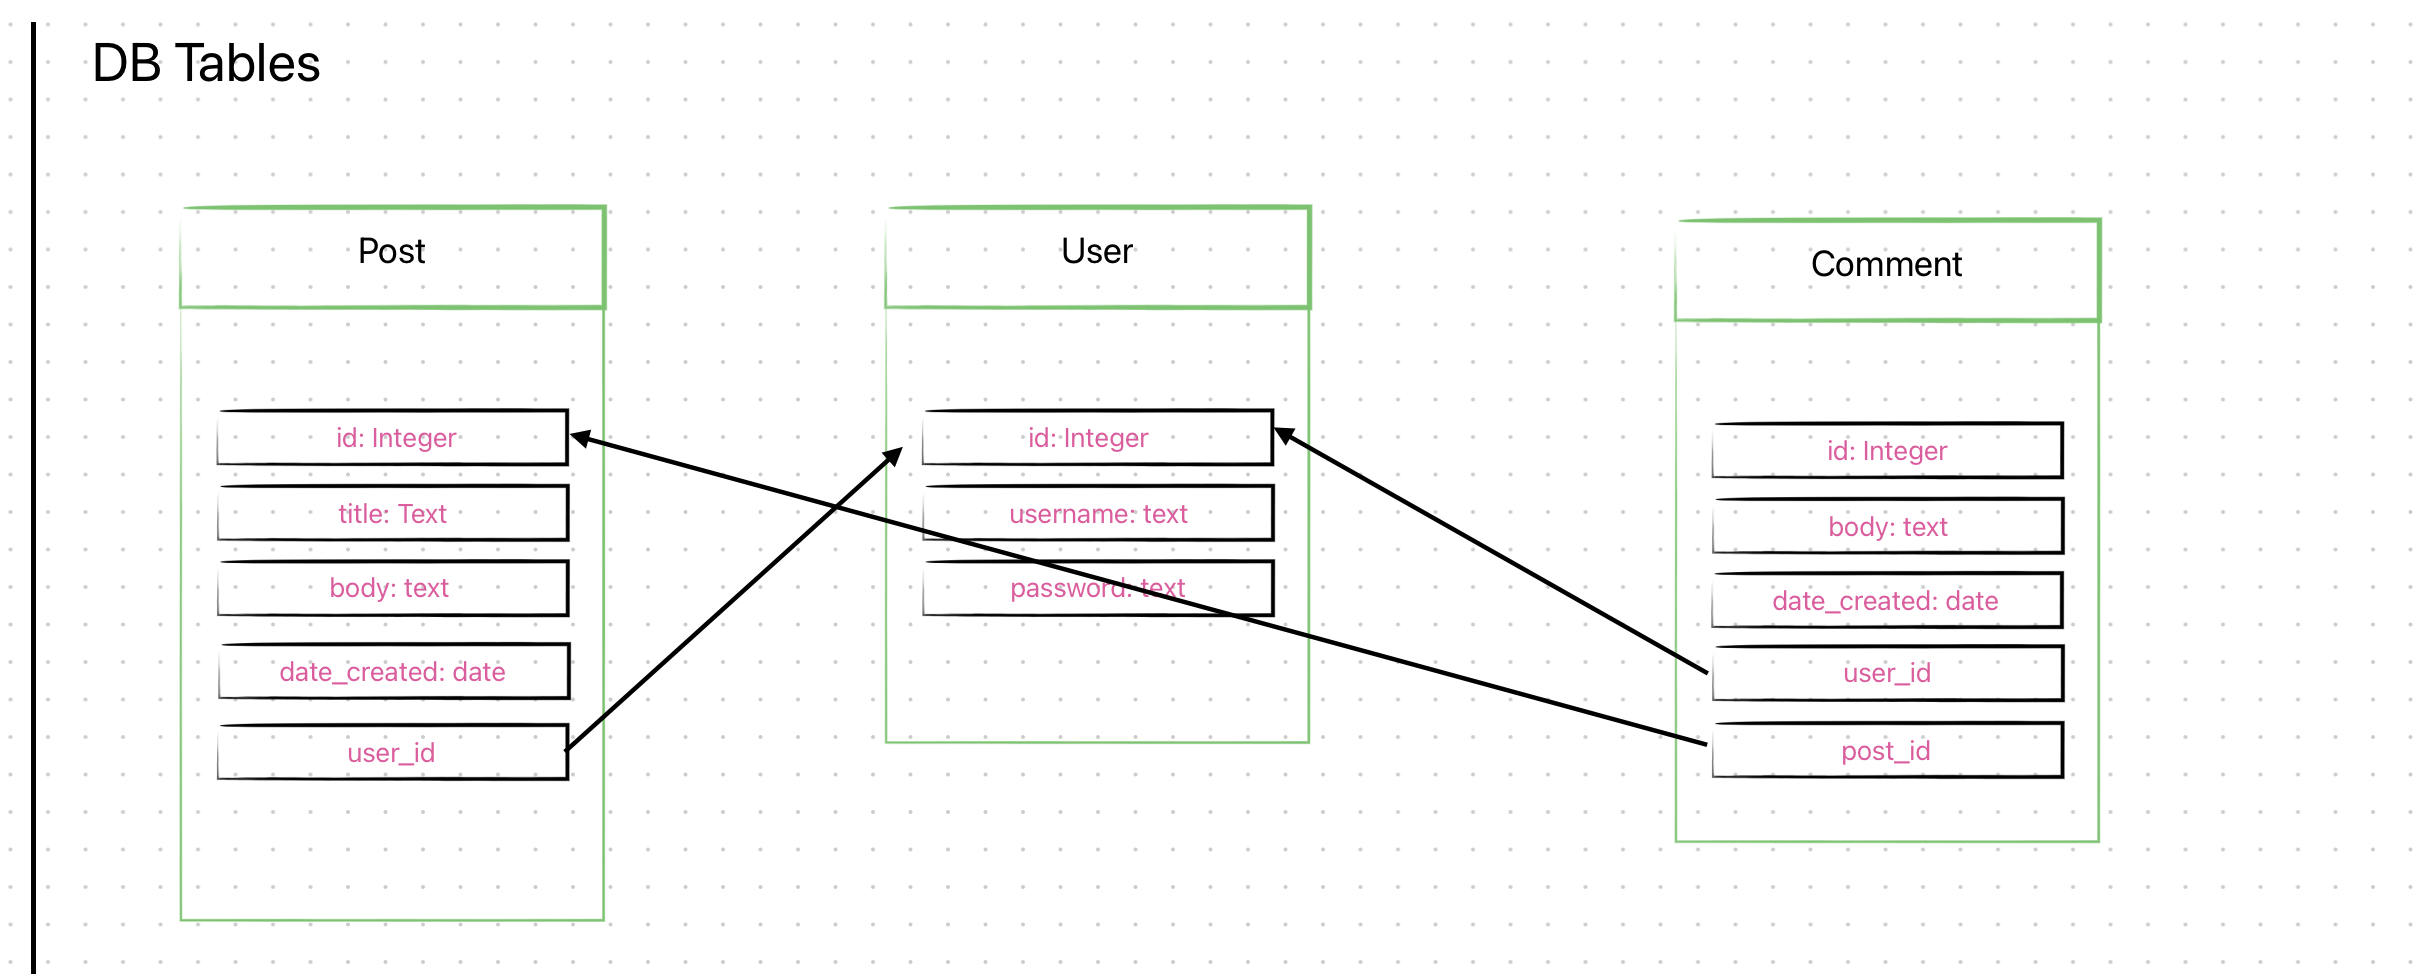 DB Tables
Post
id: Integer
title: Text
body: text
date_created: date
user_id
User
id: Integer
username: text
password: text
Comment
id: Integer
body: text
date_created: date
user_id
post_id